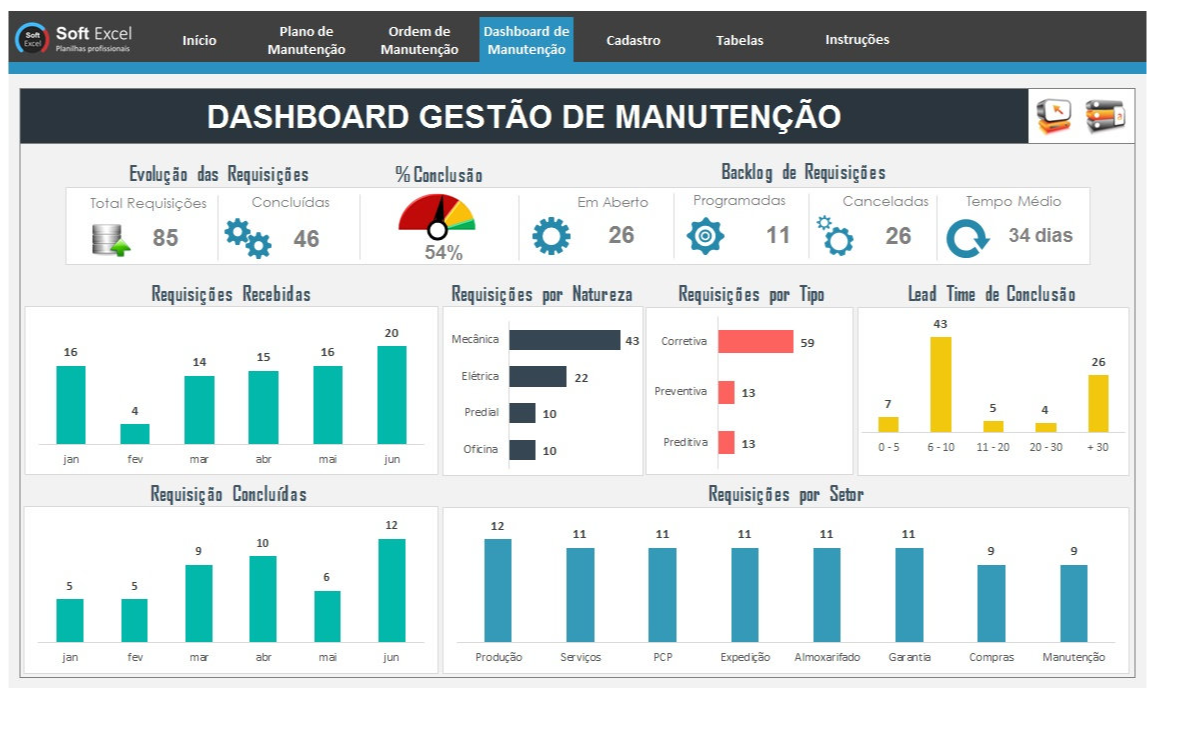 Soft
Excel
Soft Excel
Planilhas profissionais
Início
Plano de
Manutenção
Ordem de
Manutenção
Dashboard de
Manutenção
Cadastro
Tabelas
Instruções
DASHBOARD GESTÃO DE MANUTENÇÃO
Evolução das Requisições
% Conclusão
Backlog de Requisições
Total Requisições
85
Concluídas
46
54%
Em Aberto
26
Programadas
11
Canceladas
26
Tempo Médio
34 dias
Requisições Recebidas
16
4
14
15
16
20
jan
fev
mar
abr
mai
jun
Requisições por Natureza
Mecânica
43
Elétrica
22
Predial
10
Oficina
10
Requisições por Tipo
Corretiva
59
Preventiva
13
Preditiva
13
Lead Time de Conclusão
7
43
5
4
26
0 - 5
6 - 10
11 - 20
20 - 30
+ 30
Requisição Concluídas
5
5
9
10
6
12
jan
fev
mar
abr
mai
jun
Requisições por Setor
12
11
11
11
11
11
9
9
Produção
Serviços
PCP
Expedição
Almoxarifado
Garantia
Compras
Manutenção